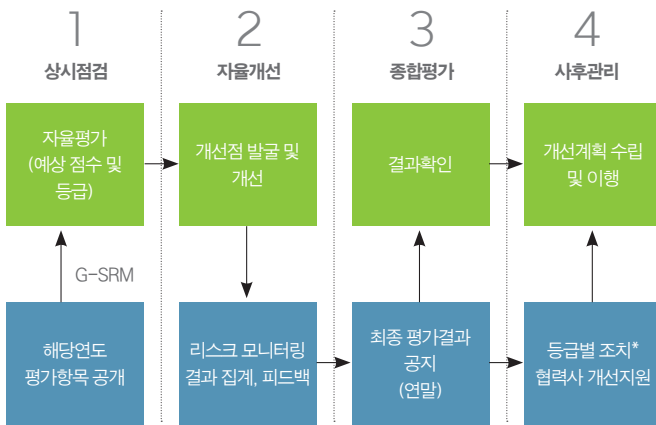 1
상시점검
자율평가
(예상 점수 및
등급)
G-SRM
해당연도
평가항목 공개
2
자율개선
개선점 발굴 및
개선
리스크 모니터링
결과 집계, 피드백
3
종합평가
결과확인
최종 평가결과
공지
(연말)
4
사후관리
개선계획 수립
및 이행
등급별 조치*
협력사 개선지원